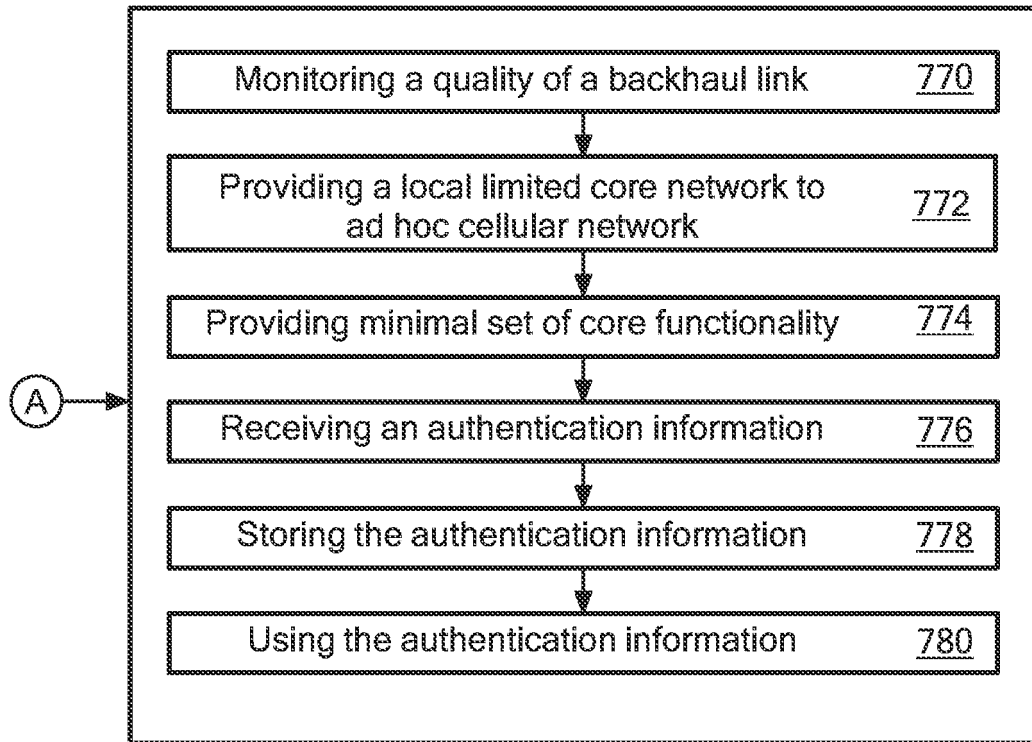 Monitoring a quality of a backhaul link 770
Providing a local limited core network to
ad hoc cellular network 772
Providing minimal set of core functionality 774
A
Receiving an authentication information 776
Storing the authentication information 778
Using the authentication information 780